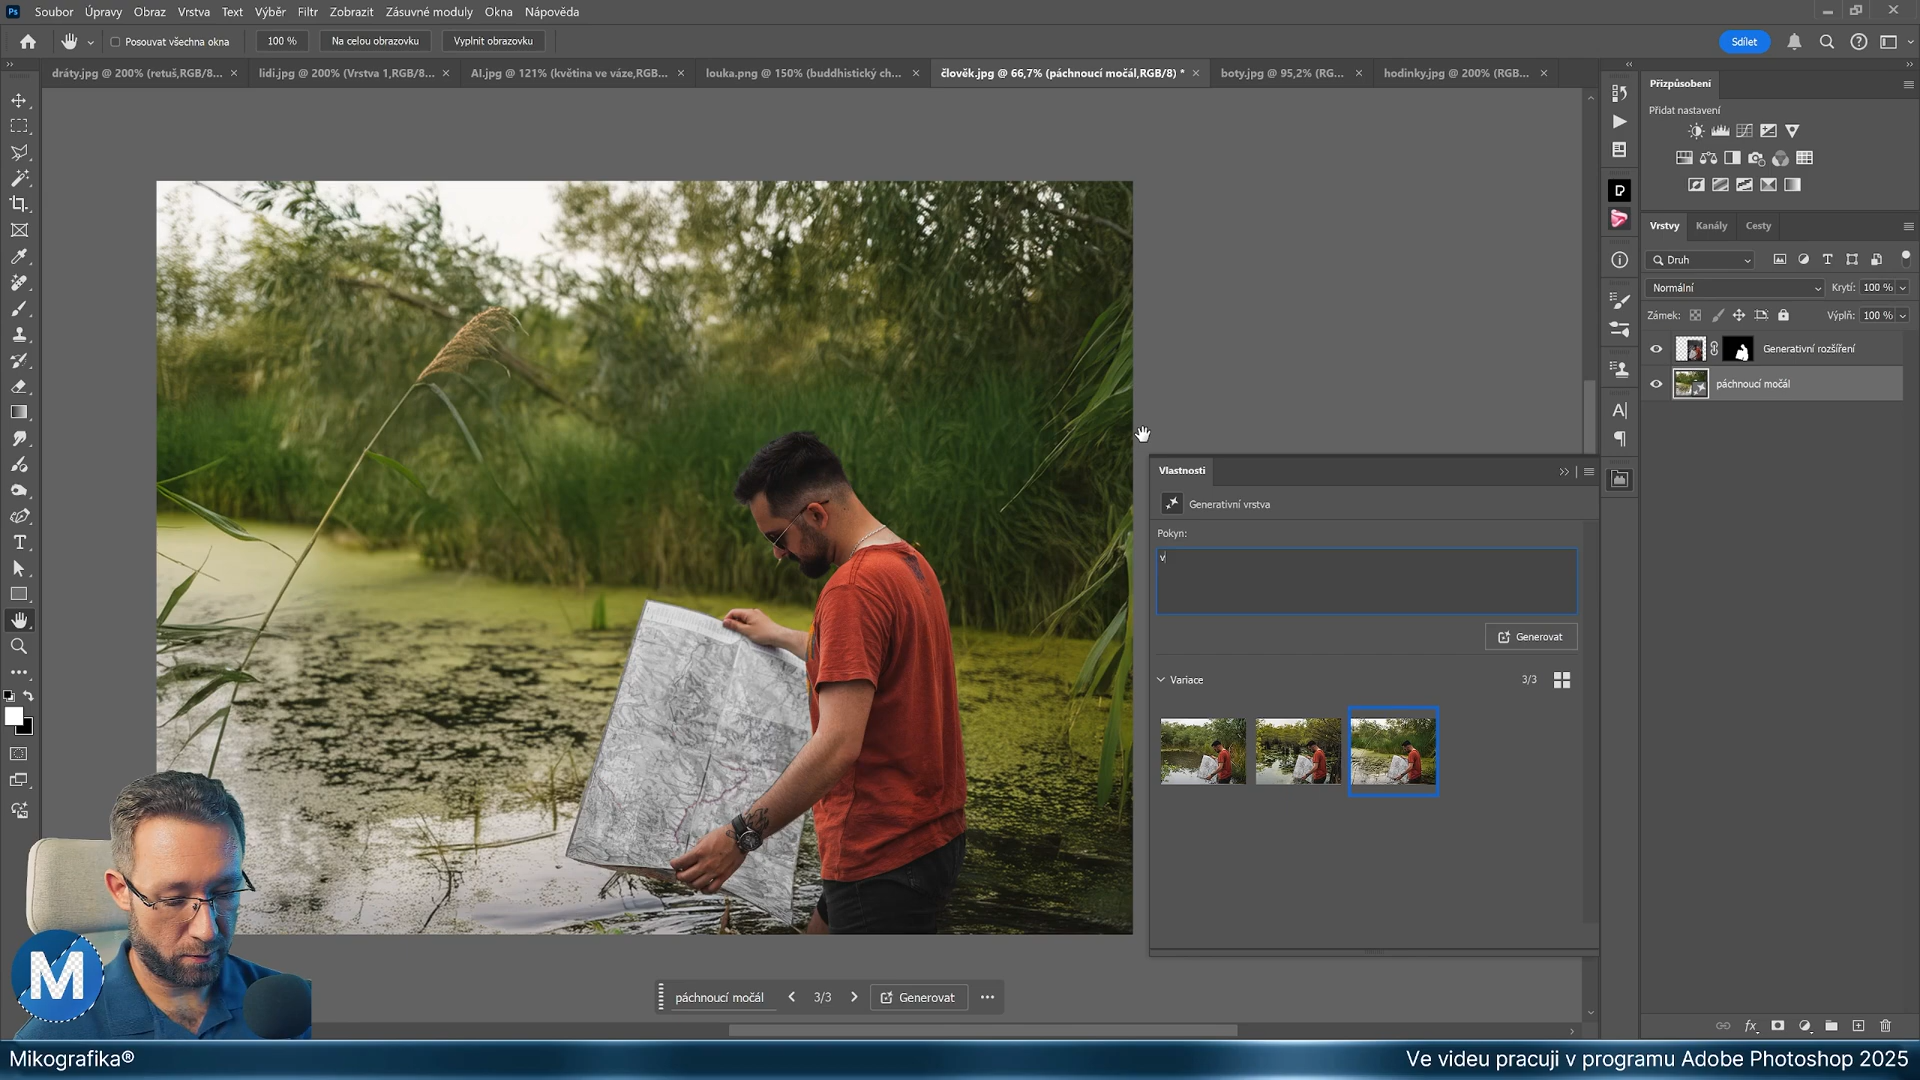 Ps Soubor Úpravy Obraz Vrstva Text Výběr Filtr Zobrazit Zásuvné moduly Okna Nápověda
Posouvat všechna okna 100 % Na celou obrazovku Vyplnit obrazovku Sdílet
dráty.jpg @ 200% (retuš,RGB/8... lidi.jpg @ 200% (Vrstva 1,RGB/8... AI.jpg @ 121% (květina ve váze,RGB... louka.png @ 150% (buddhistický ch... člověk.jpg @ 66,7% (páchnoucí močál,RGB/8) * boty.jpg @ 95,2% (RG... hodinky.jpg @ 200% (RGB...
Přizpůsobení
Přidat nastavení
Vrstvy Kanály Cesty
Druh
Normální Krytí: 100 %
Zámek: Výplň: 100 %
Generativní rozšíření
páchnoucí močál
Vlastnosti
Generativní vrstva
Pokyn:
v
Generovat
Variace 3/3
páchnoucí močál 3/3 Generovat
M
Mikografika®
Ve videu pracuji v programu Adobe Photoshop 2025